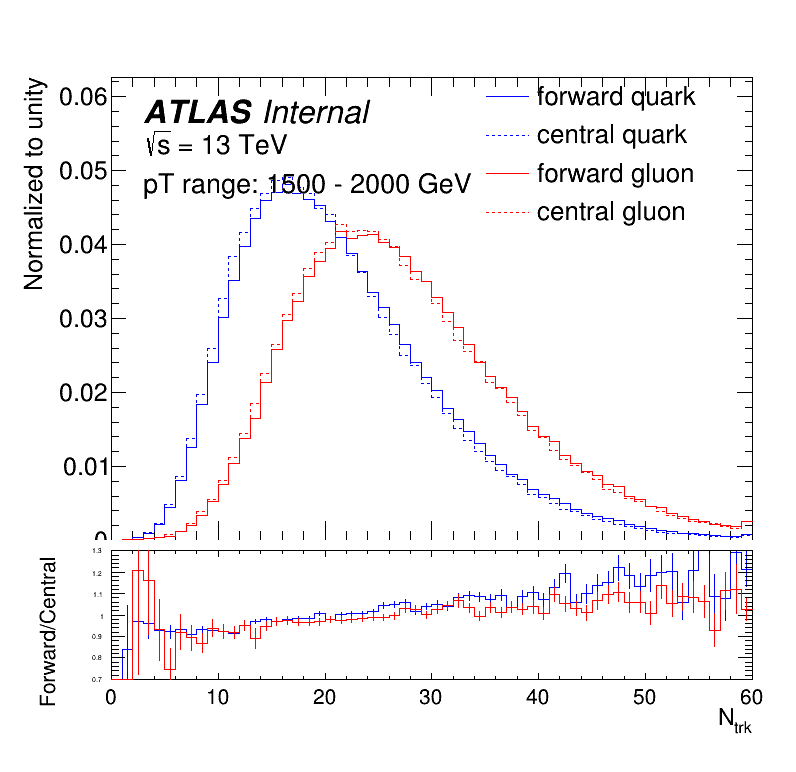 ATLAS Internal
√s = 13 TeV
pT range: 1500 - 2000 GeV
forward quark
central quark
forward gluon
central gluon
Normalized to unity
0.06
0.05
0.04
0.03
0.02
0.01
0
Forward/Central
1.3
1.2
1.1
1
0.9
0.8
0.7
0 10 20 30 40 50 60
N_trk